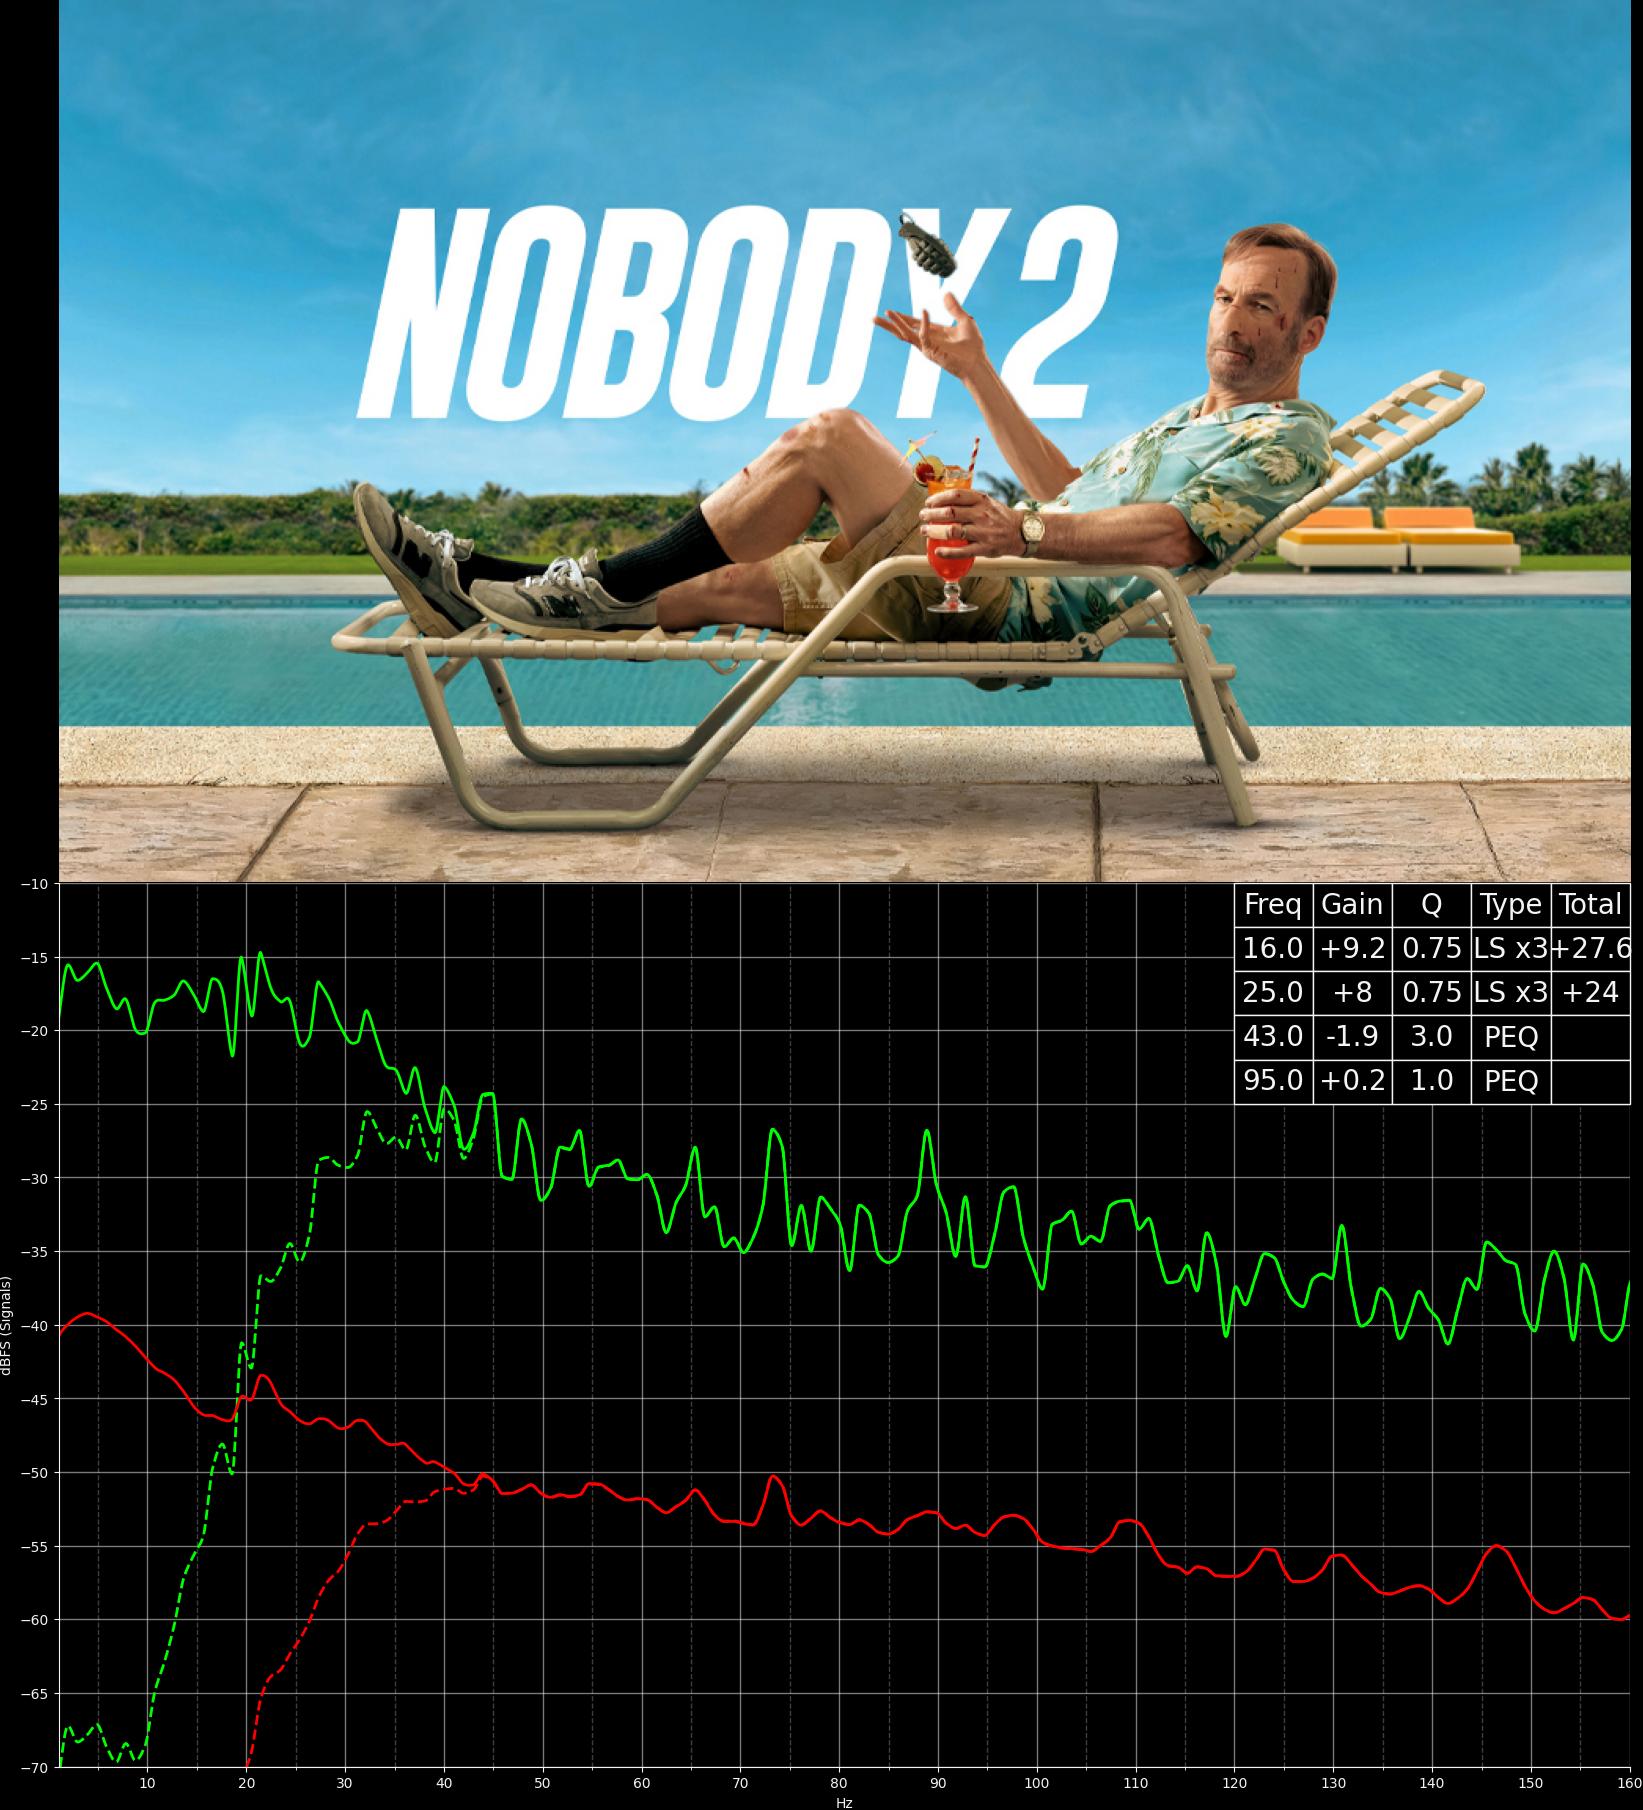 NOBODY 2
Freq Gain Q Type Total
16.0 +9.2 0.75 LS x3 +27.6
25.0 +8 0.75 LS x3 +24
43.0 -1.9 3.0 PEQ
95.0 +0.2 1.0 PEQ
−10
−15
−20
−25
−30
−35
−40
−45
−50
−55
−60
−65
−70
dBFS (Signals)
10 20 30 40 50 60 70 80 90 100 110 120 130 140 150 160
Hz